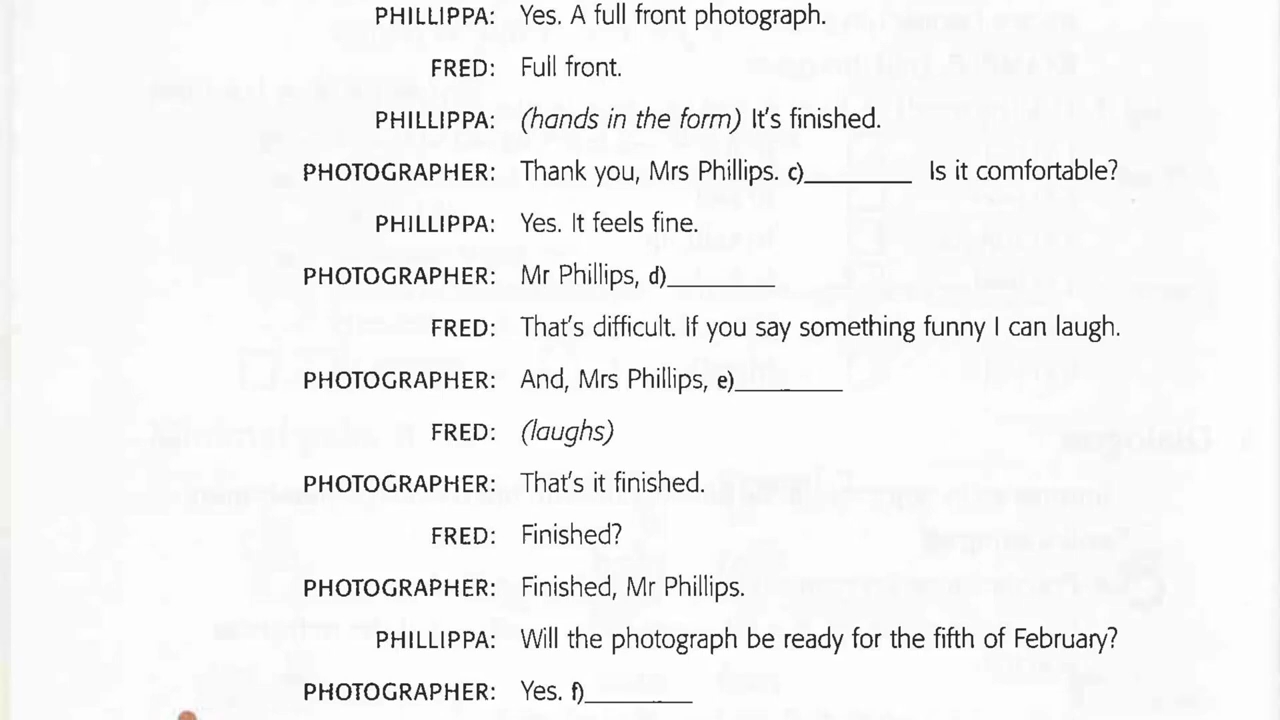 PHILLIPPA: Yes. A full front photograph.
FRED: Full front.
PHILLIPPA: (hands in the form) It's finished.
PHOTOGRAPHER: Thank you, Mrs Phillips. c)________ Is it comfortable?
PHILLIPPA: Yes. It feels fine.
PHOTOGRAPHER: Mr Phillips, d)________
FRED: That's difficult. If you say something funny I can laugh.
PHOTOGRAPHER: And, Mrs Phillips, e)________
FRED: (laughs)
PHOTOGRAPHER: That's it finished.
FRED: Finished?
PHOTOGRAPHER: Finished, Mr Phillips.
PHILLIPPA: Will the photograph be ready for the fifth of February?
PHOTOGRAPHER: Yes. f)________